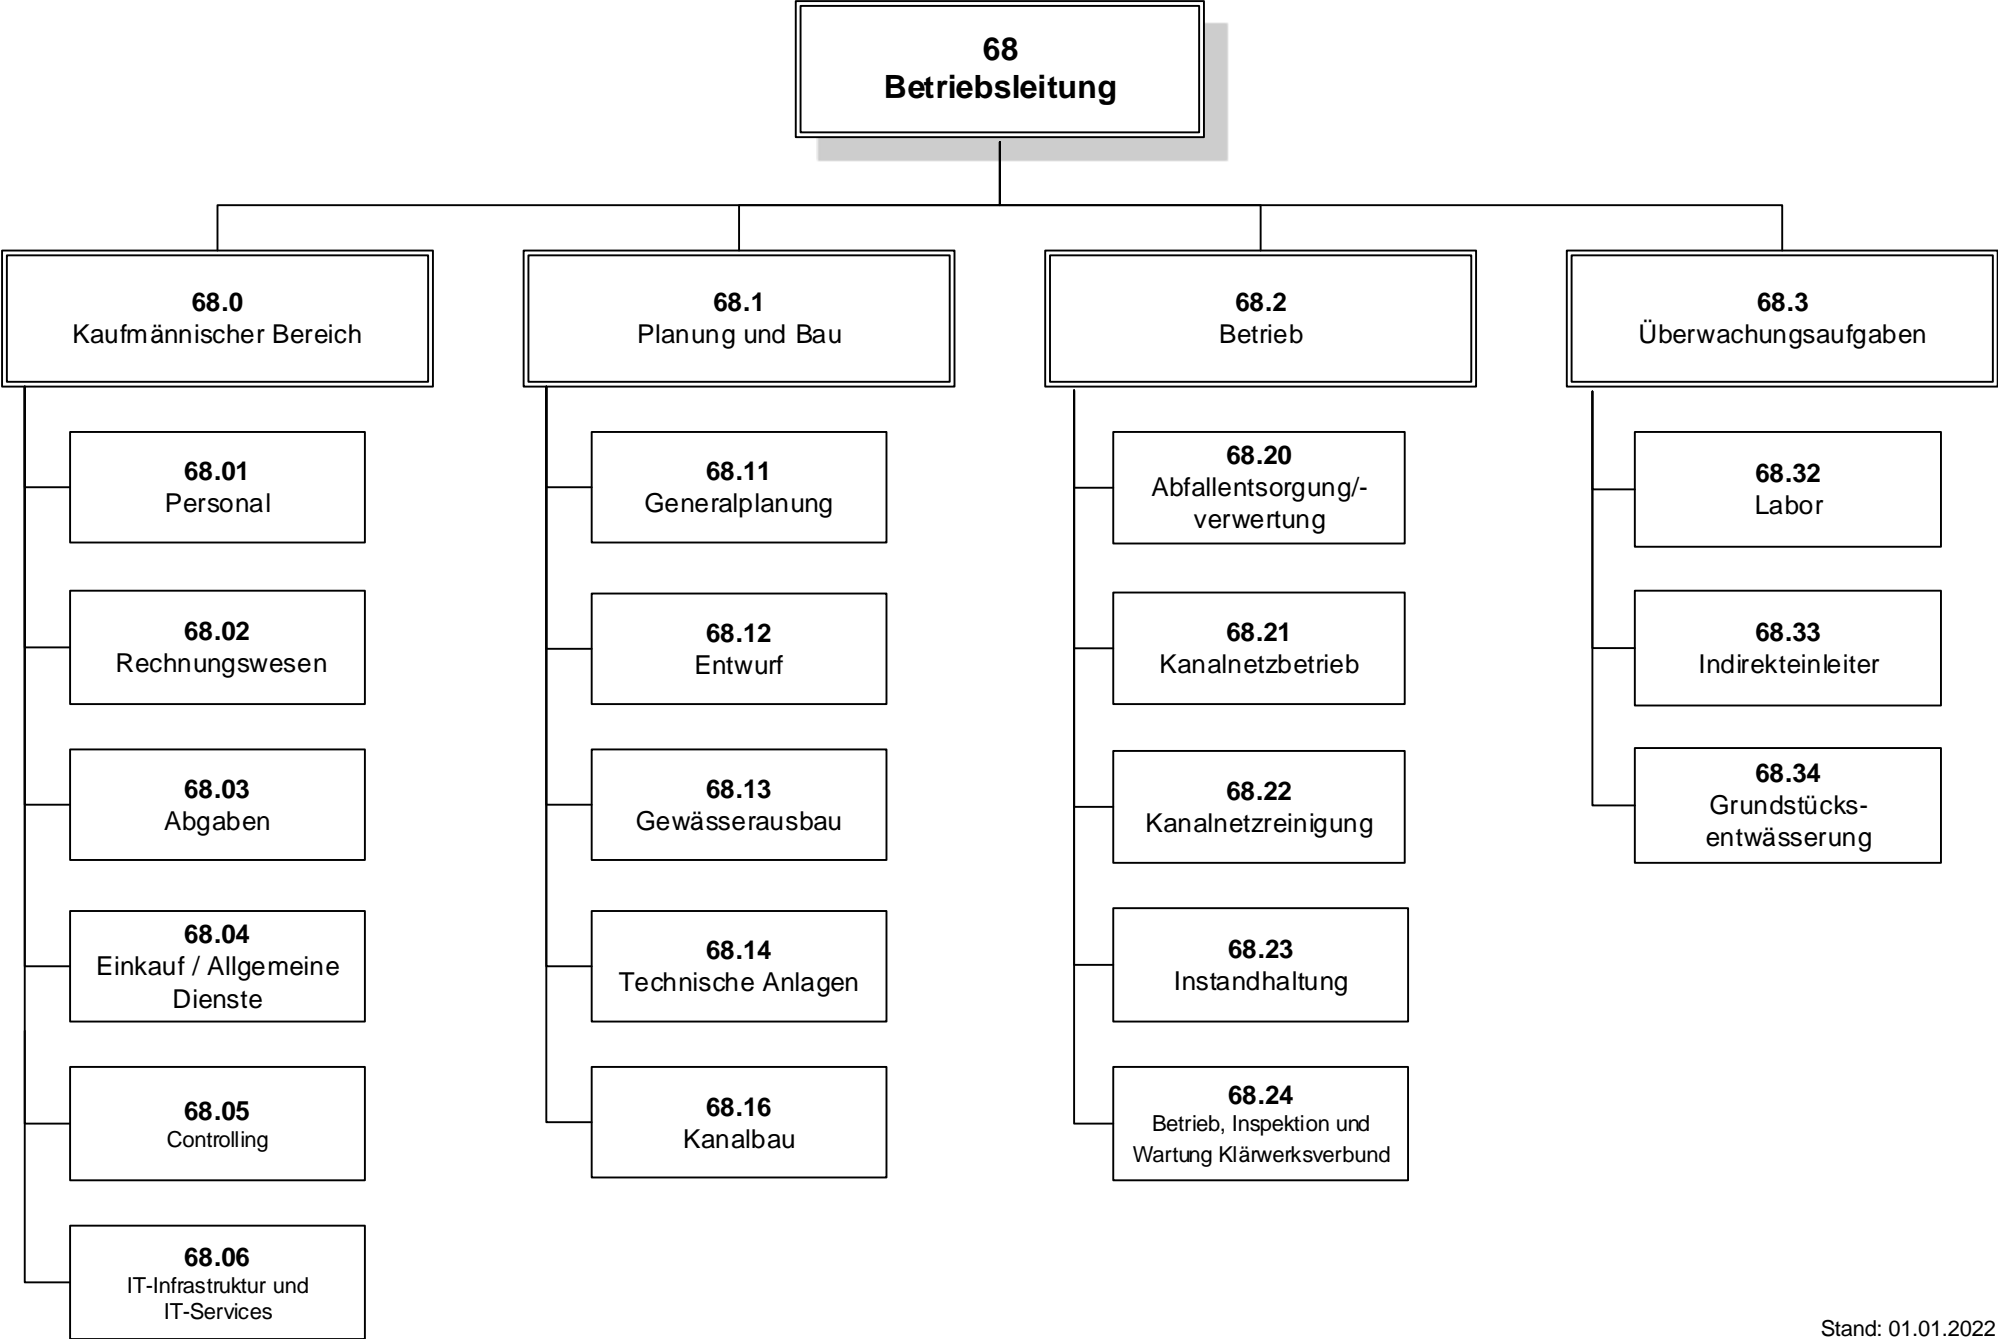 68
Betriebsleitung
68.0
Kaufmännischer Bereich
68.01
Personal
68.02
Rechnungswesen
68.03
Abgaben
68.04
Einkauf / Allgemeine
Dienste
68.05
Controlling
68.06
IT-Infrastruktur und
IT-Services
68.1
Planung und Bau
68.11
Generalplanung
68.12
Entwurf
68.13
Gewässerausbau
68.14
Technische Anlagen
68.16
Kanalbau
68.2
Betrieb
68.20
Abfallentsorgung/-
verwertung
68.21
Kanalnetzbetrieb
68.22
Kanalnetzreinigung
68.23
Instandhaltung
68.24
Betrieb, Inspektion und
Wartung Klärwerksverbund
68.3
Überwachungsaufgaben
68.32
Labor
68.33
Indirekteinleiter
68.34
Grundstücks-
entwässerung
Stand: 01.01.2022